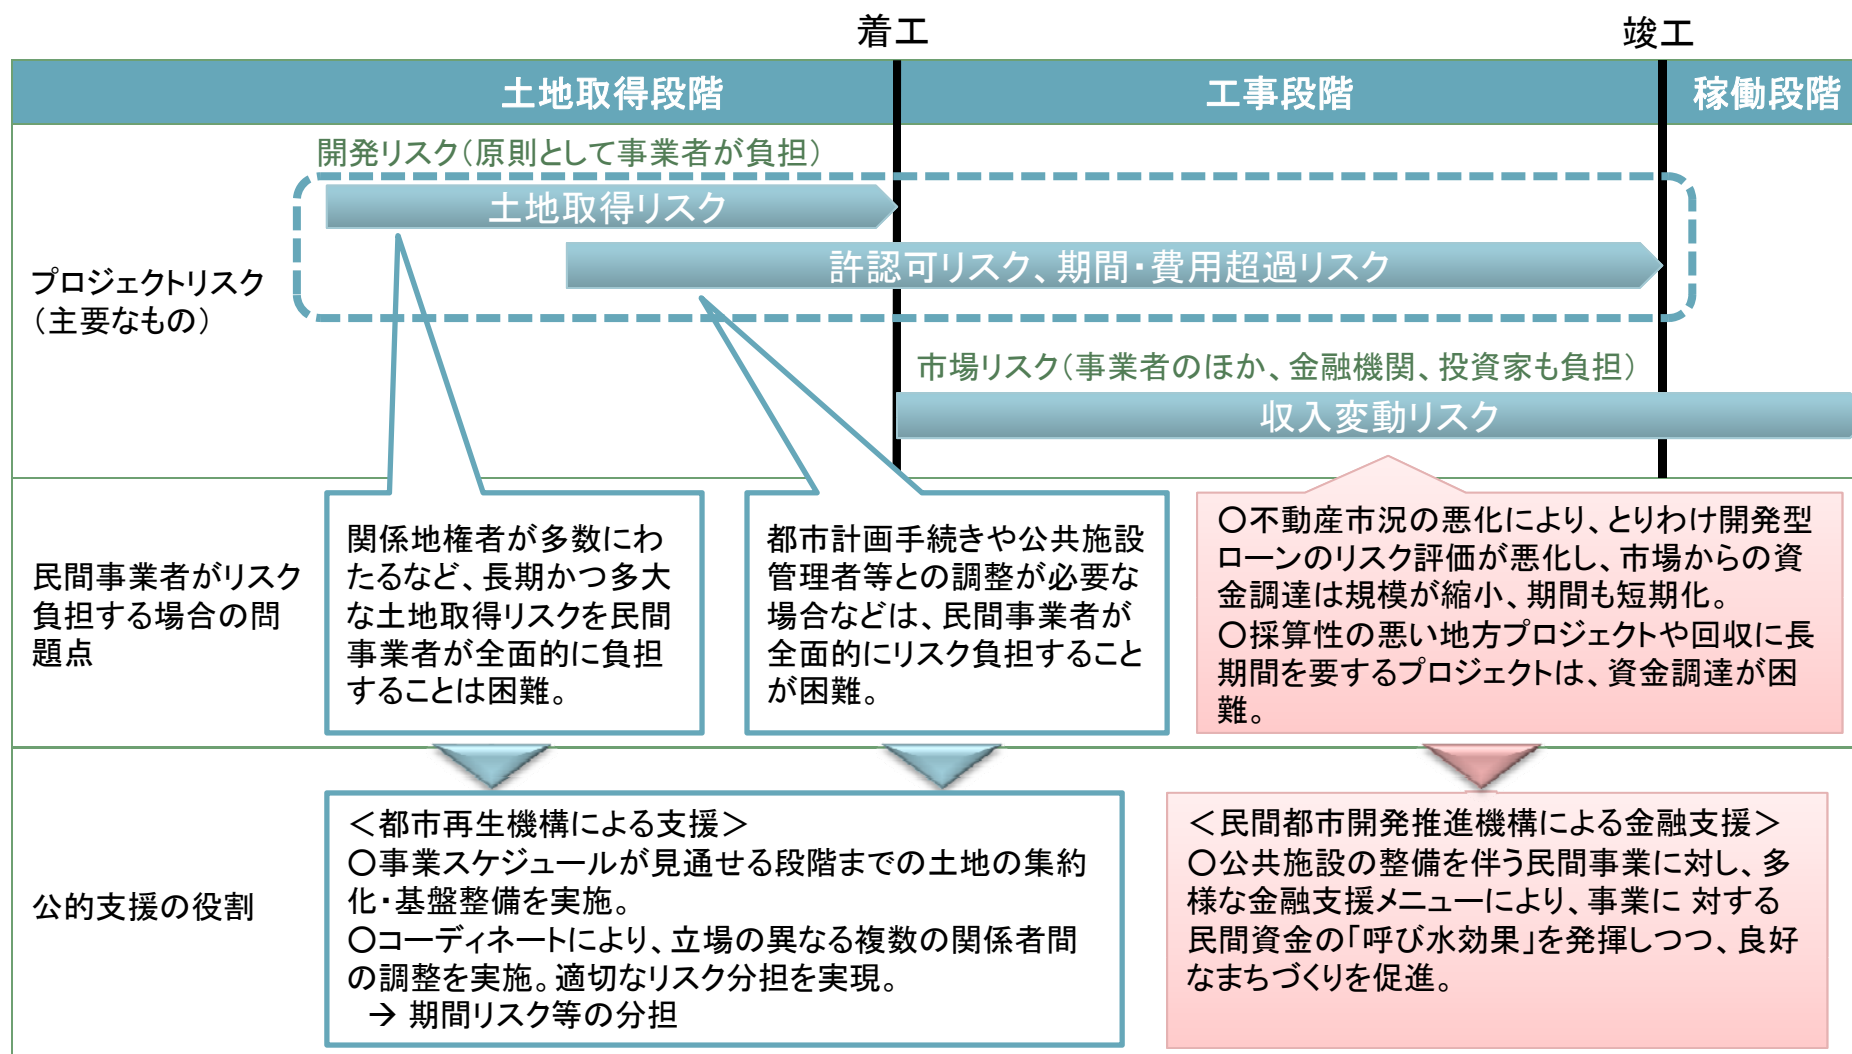 着工
竣工
土地取得段階
工事段階
稼働段階
開発リスク（原則として事業者が負担）
土地取得リスク
許認可リスク、期間・費用超過リスク
プロジェクトリスク
（主要なもの）
市場リスク（事業者のほか、金融機関、投資家も負担）
収入変動リスク
民間事業者がリスク
負担する場合の問
題点
関係地権者が多数にわ
たるなど、長期かつ多大
な土地取得リスクを民間
事業者が全面的に負担
することは困難。
都市計画手続きや公共施設
管理者等との調整が必要な
場合などは、民間事業者が
全面的にリスク負担すること
が困難。
○不動産市況の悪化により、とりわけ開発型
ローンのリスク評価が悪化し、市場からの資
金調達は規模が縮小、期間も短期化。
○採算性の悪い地方プロジェクトや回収に長
期間を要するプロジェクトは、資金調達が困
難。
公的支援の役割
＜都市再生機構による支援＞
○事業スケジュールが見通せる段階までの土地の集約
化・基盤整備を実施。
○コーディネートにより、立場の異なる複数の関係者間
の調整を実施。適切なリスク分担を実現。
→ 期間リスク等の分担
＜民間都市開発推進機構による金融支援＞
○公共施設の整備を伴う民間事業に対し、多
様な金融支援メニューにより、事業に 対する
民間資金の「呼び水効果」を発揮しつつ、良好
なまちづくりを促進。